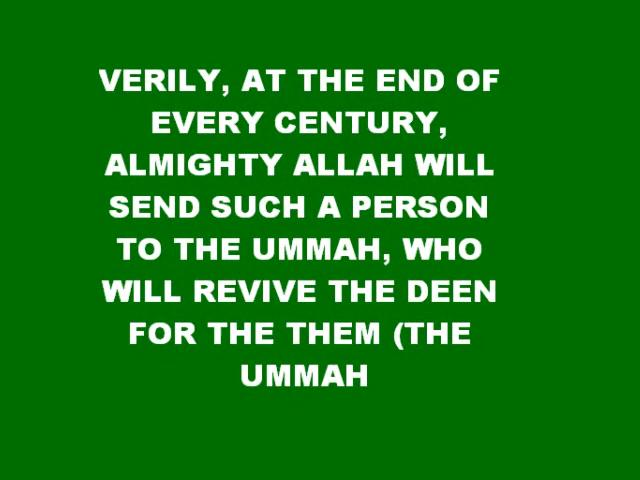 VERILY, AT THE END OF
EVERY CENTURY,
ALMIGHTY ALLAH WILL
SEND SUCH A PERSON
TO THE UMMAH, WHO
WILL REVIVE THE DEEN
FOR THE THEM (THE
UMMAH